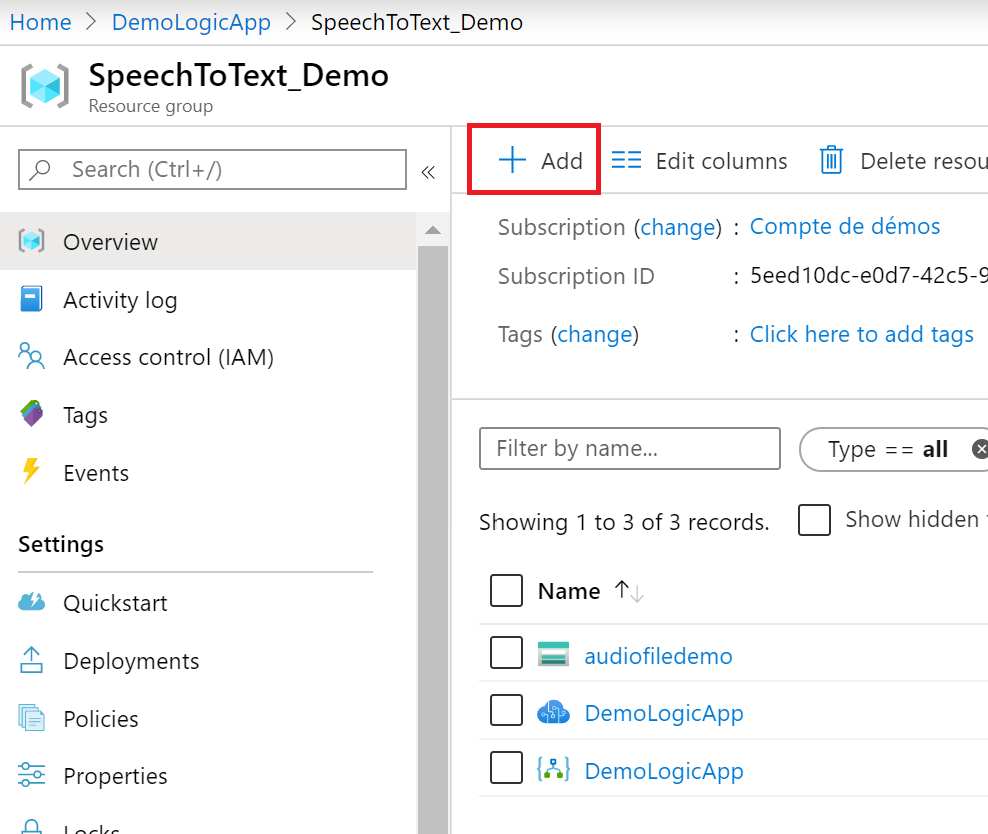 Home > DemoLogicApp > SpeechToText_Demo
SpeechToText_Demo
Resource group
Search (Ctrl+/)
«
Overview
Activity log
Access control (IAM)
Tags
Events
Settings
Quickstart
Deployments
Policies
Properties
Locks
+ Add
Edit columns
Delete resou
Subscription (change) : Compte de démos
Subscription ID : 5eed10dc-e0d7-42c5-9
Tags (change) : Click here to add tags
Filter by name...
Type == all
Showing 1 to 3 of 3 records.
Show hidden
Name ↑↓
audiofiledemo
DemoLogicApp
DemoLogicApp